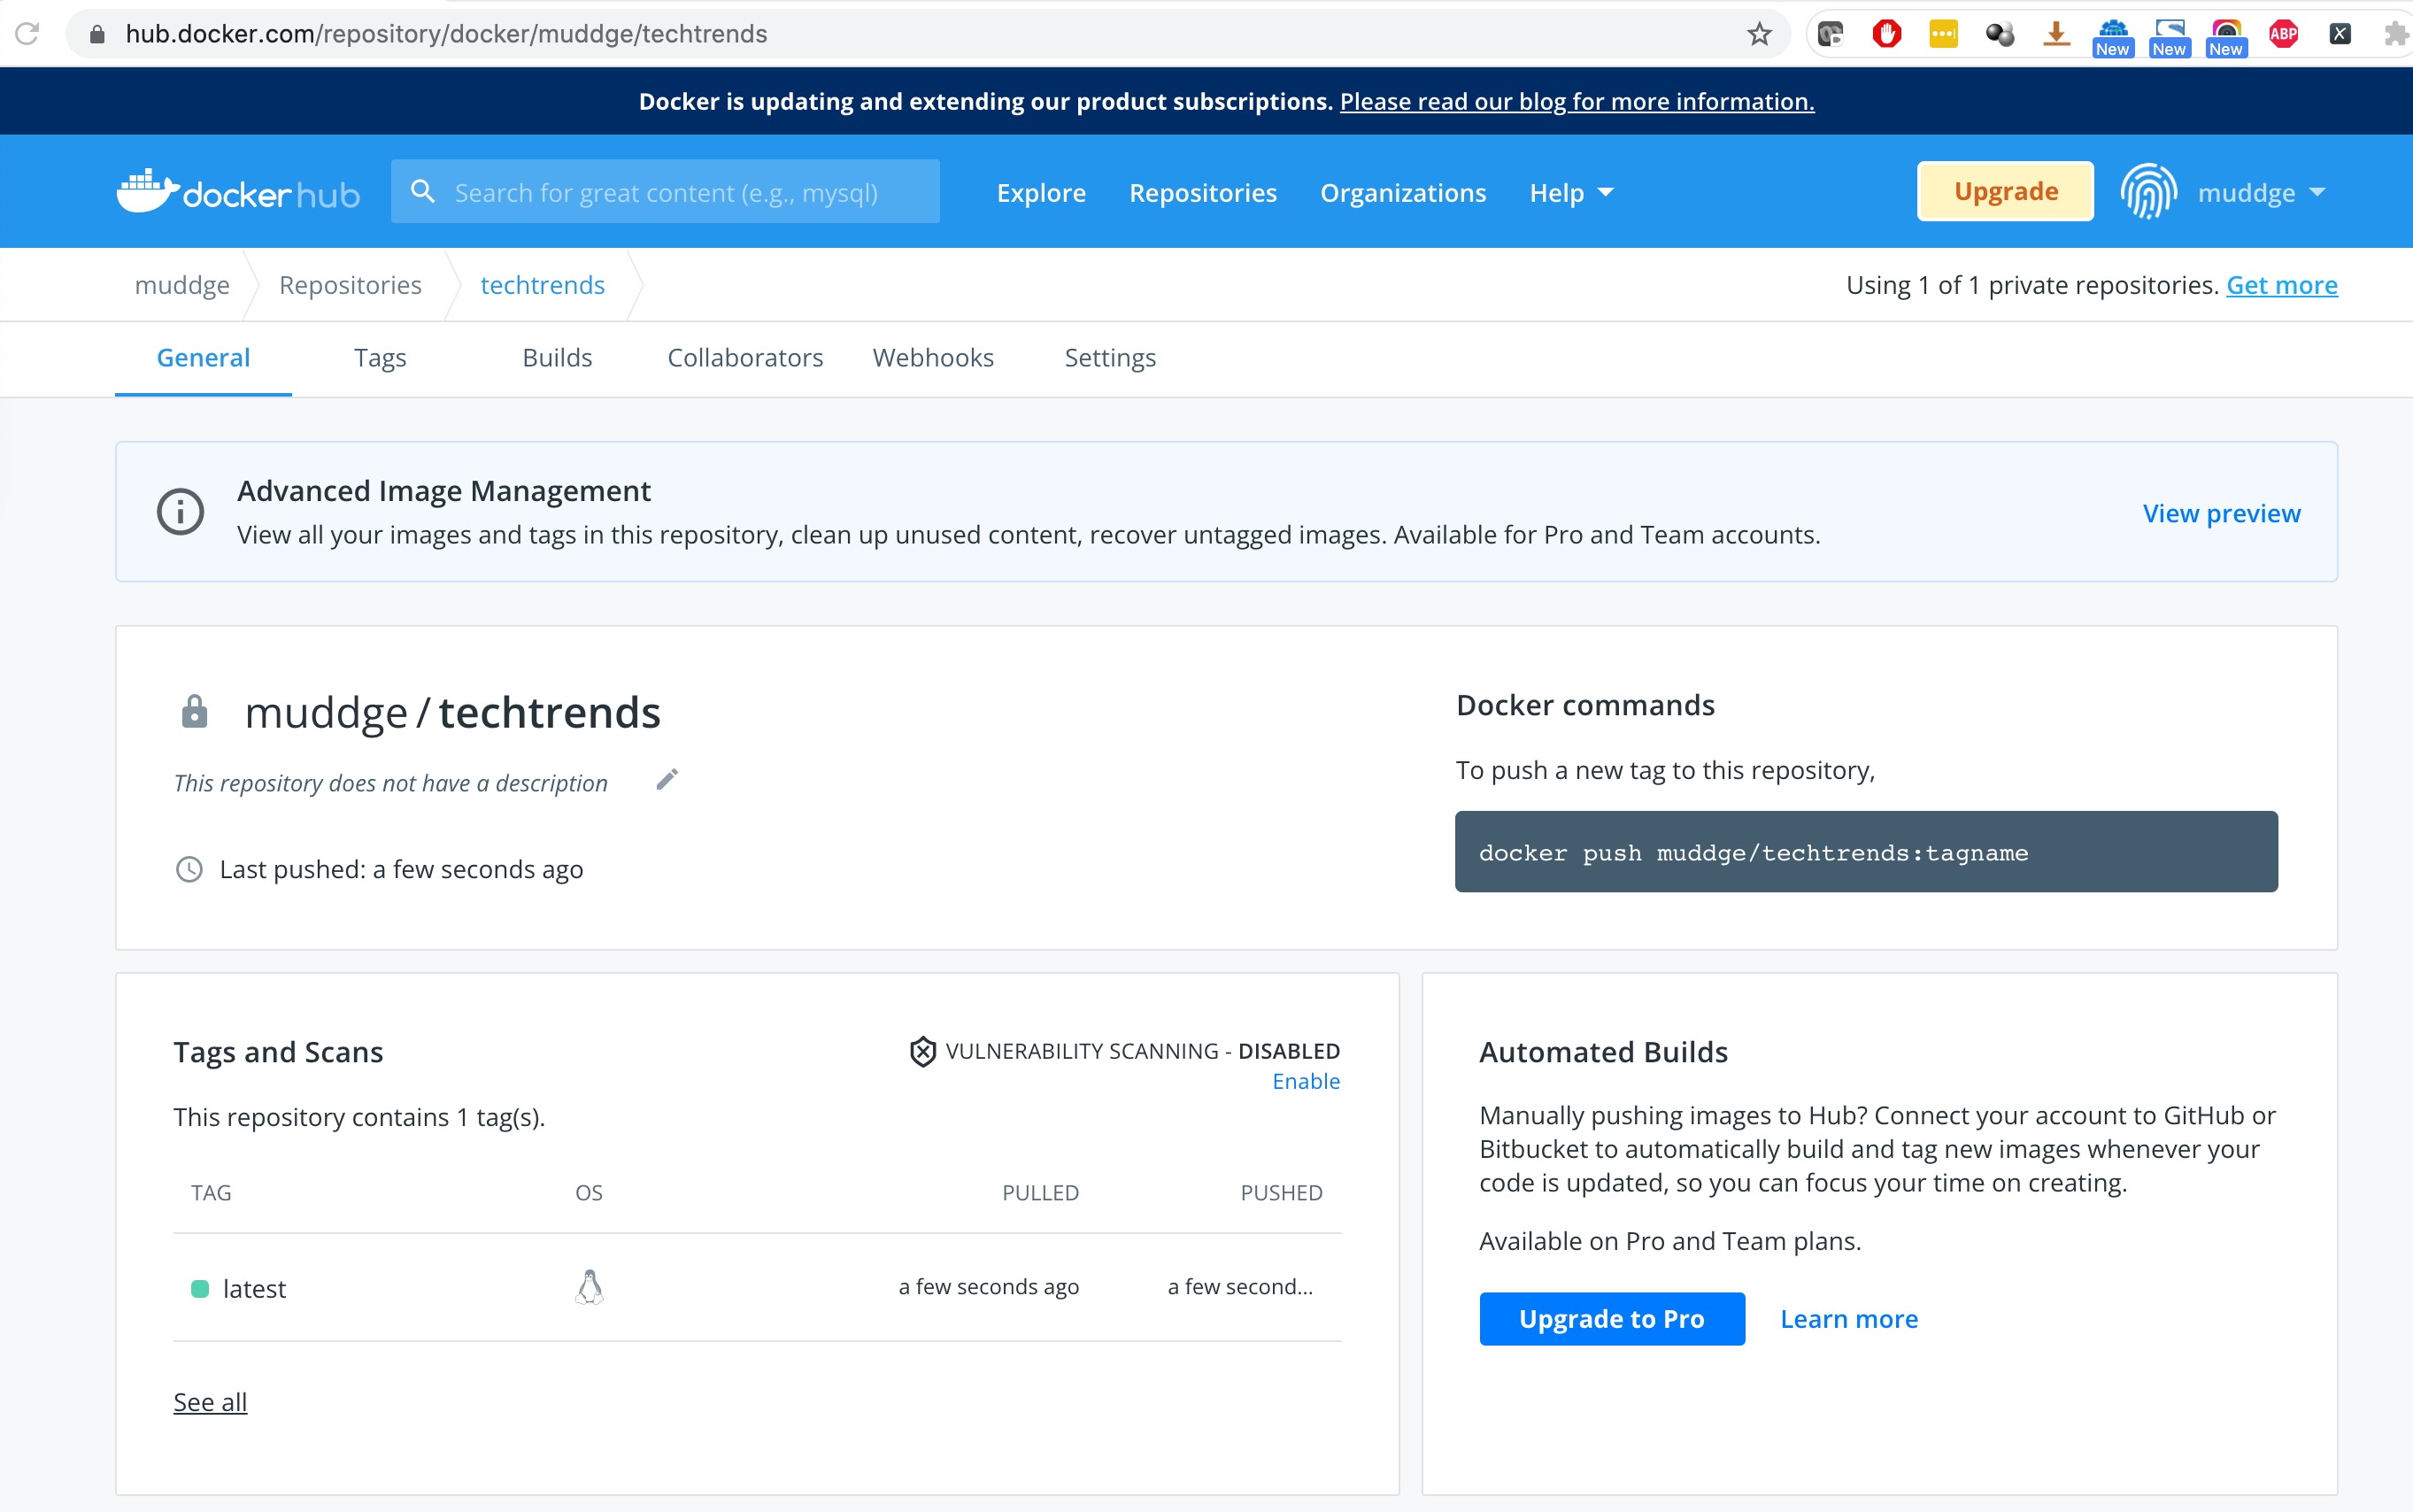 hub.docker.com/repository/docker/muddge/techtrends
New New New ABP X
Docker is updating and extending our product subscriptions. Please read our blog for more information.
docker hub Search for great content (e.g., mysql) Explore Repositories Organizations Help Upgrade muddge
muddge Repositories techtrends Using 1 of 1 private repositories. Get more
General Tags Builds Collaborators Webhooks Settings
Advanced Image Management
View all your images and tags in this repository, clean up unused content, recover untagged images. Available for Pro and Team accounts.
View preview
muddge / techtrends
This repository does not have a description
Last pushed: a few seconds ago
Docker commands
To push a new tag to this repository,
docker push muddge/techtrends:tagname
Tags and Scans
VULNERABILITY SCANNING - DISABLED
Enable
This repository contains 1 tag(s).
TAG OS PULLED PUSHED
latest a few seconds ago a few second...
See all
Automated Builds
Manually pushing images to Hub? Connect your account to GitHub or
Bitbucket to automatically build and tag new images whenever your
code is updated, so you can focus your time on creating.
Available on Pro and Team plans.
Upgrade to Pro Learn more